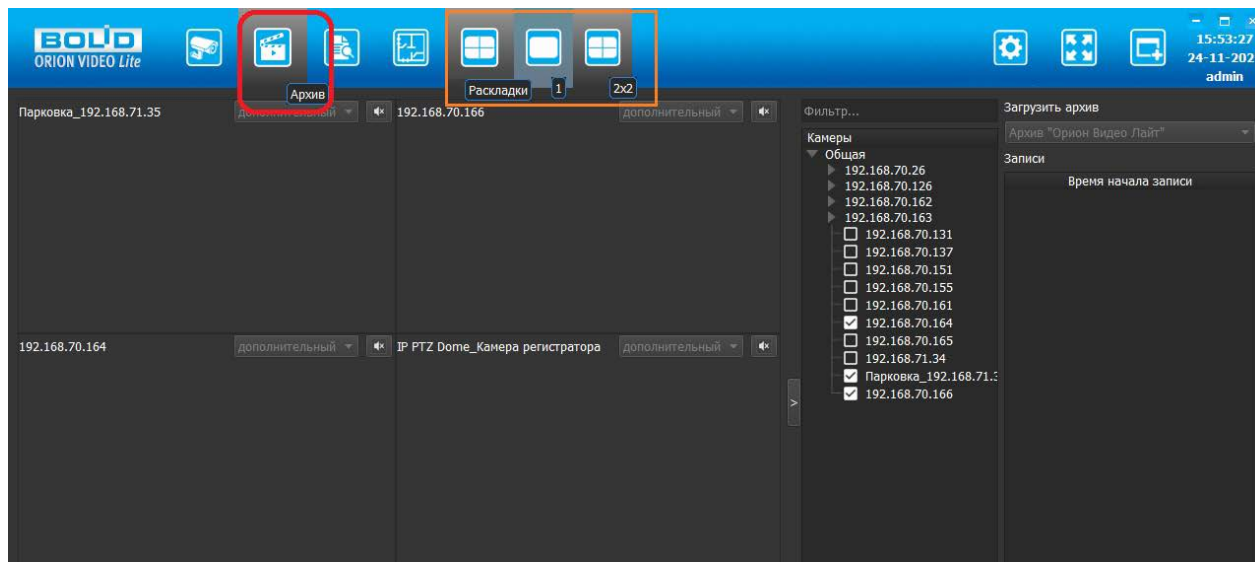 BOLID
ORION VIDEO Lite
Архив
Раскладки
1
2x2
15:53:27
24-11-202
admin
Парковка_192.168.71.35
дополнительный
192.168.70.166
дополнительный
192.168.70.164
дополнительный
IP PTZ Dome_Камера регистратора
дополнительный
>
Фильтр...
Камеры
Общая
192.168.70.26
192.168.70.126
192.168.70.162
192.168.70.163
192.168.70.131
192.168.70.137
192.168.70.151
192.168.70.155
192.168.70.161
192.168.70.164
192.168.70.165
192.168.71.34
Парковка_192.168.71.3
192.168.70.166
Загрузить архив
Архив "Орион Видео Лайт"
Записи
Время начала записи